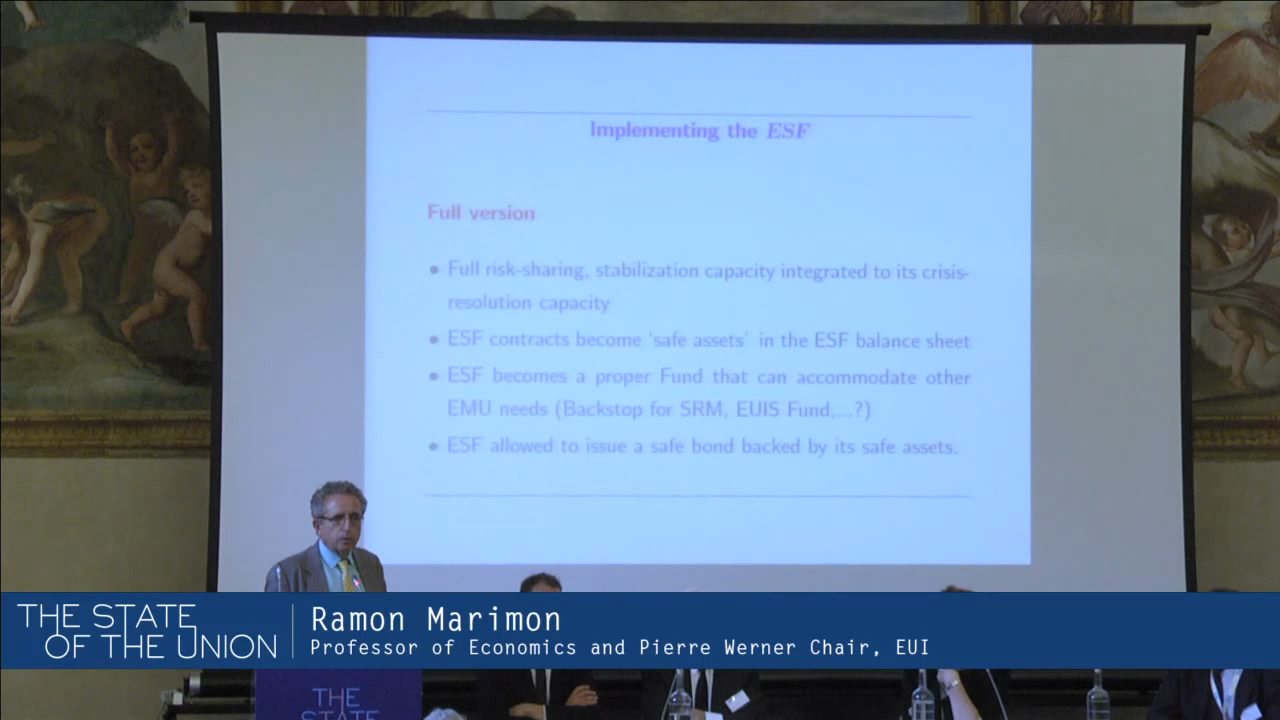 Implementing the ESF
Full version
• Full risk-sharing, stabilization capacity integrated to its crisis-
resolution capacity
• ESF contracts become 'safe assets' in the ESF balance sheet
• ESF becomes a proper Fund that can accommodate other
EMU needs (Backstop for SRM, EUIS Fund,...?)
• ESF allowed to issue a safe bond backed by its safe assets.
THE STATE
OF THE UNION
Ramon Marimon
Professor of Economics and Pierre Werner Chair, EUI
THE
STATE